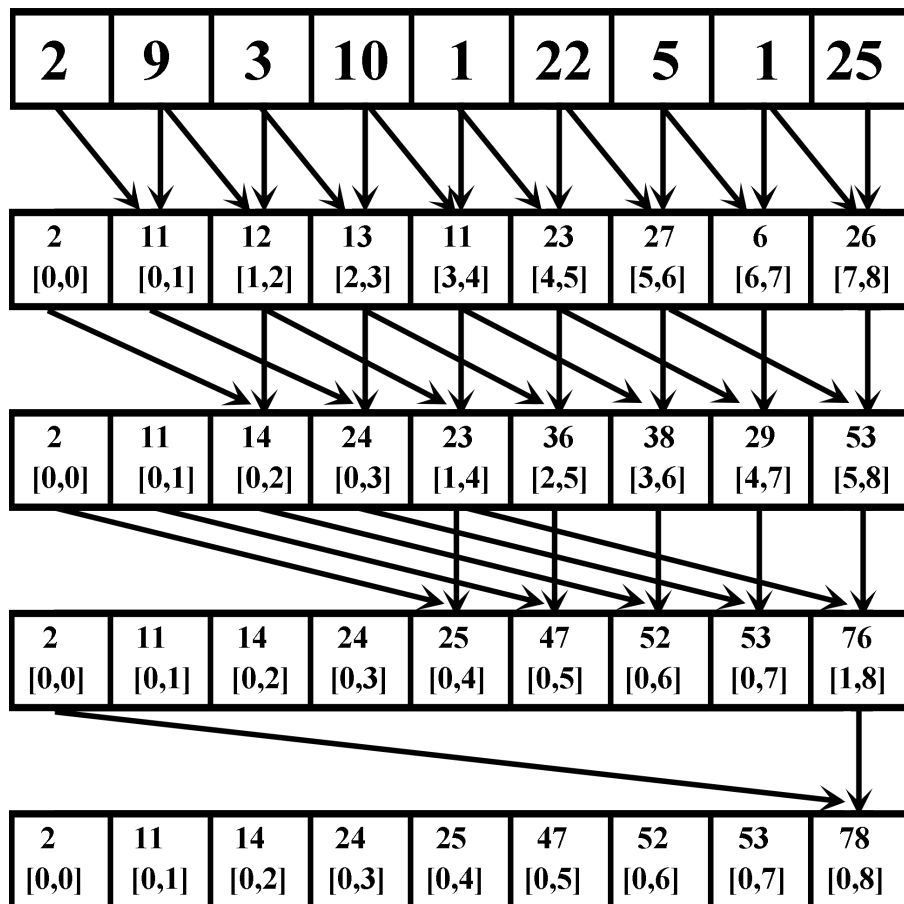 2 9 3 10 1 22 5 1 25
2 11 12 13 11 23 27 6 26
[0,0] [0,1] [1,2] [2,3] [3,4] [4,5] [5,6] [6,7] [7,8]
2 11 14 24 23 36 38 29 53
[0,0] [0,1] [0,2] [0,3] [1,4] [2,5] [3,6] [4,7] [5,8]
2 11 14 24 25 47 52 53 76
[0,0] [0,1] [0,2] [0,3] [0,4] [0,5] [0,6] [0,7] [1,8]
2 11 14 24 25 47 52 53 78
[0,0] [0,1] [0,2] [0,3] [0,4] [0,5] [0,6] [0,7] [0,8]